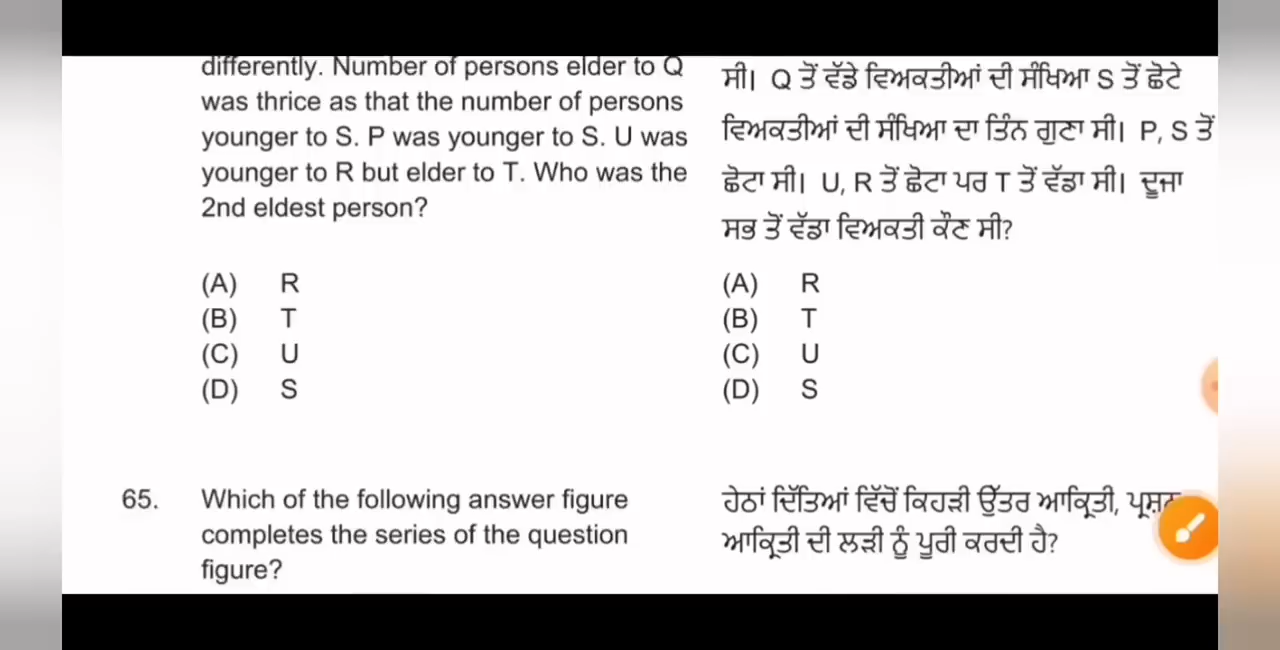 differently. Number of persons elder to Q
was thrice as that the number of persons
younger to S. P was younger to S. U was
younger to R but elder to T. Who was the
2nd eldest person?
(A) R
(B) T
(C) U
(D) S
ਸੀ। Q ਤੋਂ ਵੱਡੇ ਵਿਅਕਤੀਆਂ ਦੀ ਸੰਖਿਆ S ਤੋਂ ਛੋਟੇ
ਵਿਅਕਤੀਆਂ ਦੀ ਸੰਖਿਆ ਦਾ ਤਿੰਨ ਗੁਣਾ ਸੀ। P, S ਤੋਂ
ਛੋਟਾ ਸੀ। U, R ਤੋਂ ਛੋਟਾ ਪਰ T ਤੋਂ ਵੱਡਾ ਸੀ। ਦੂਜਾ
ਸਭ ਤੋਂ ਵੱਡਾ ਵਿਅਕਤੀ ਕੌਣ ਸੀ?
(A) R
(B) T
(C) U
(D) S
65. Which of the following answer figure
completes the series of the question
figure?
ਹੇਠਾਂ ਦਿੱਤਿਆਂ ਵਿੱਚੋਂ ਕਿਹੜੀ ਉੱਤਰ ਆਕ੍ਰਿਤੀ,
ਆਕ੍ਰਿਤੀ ਦੀ ਲੜੀ ਨੂੰ ਪੂਰੀ ਕਰਦੀ ਹੈ?